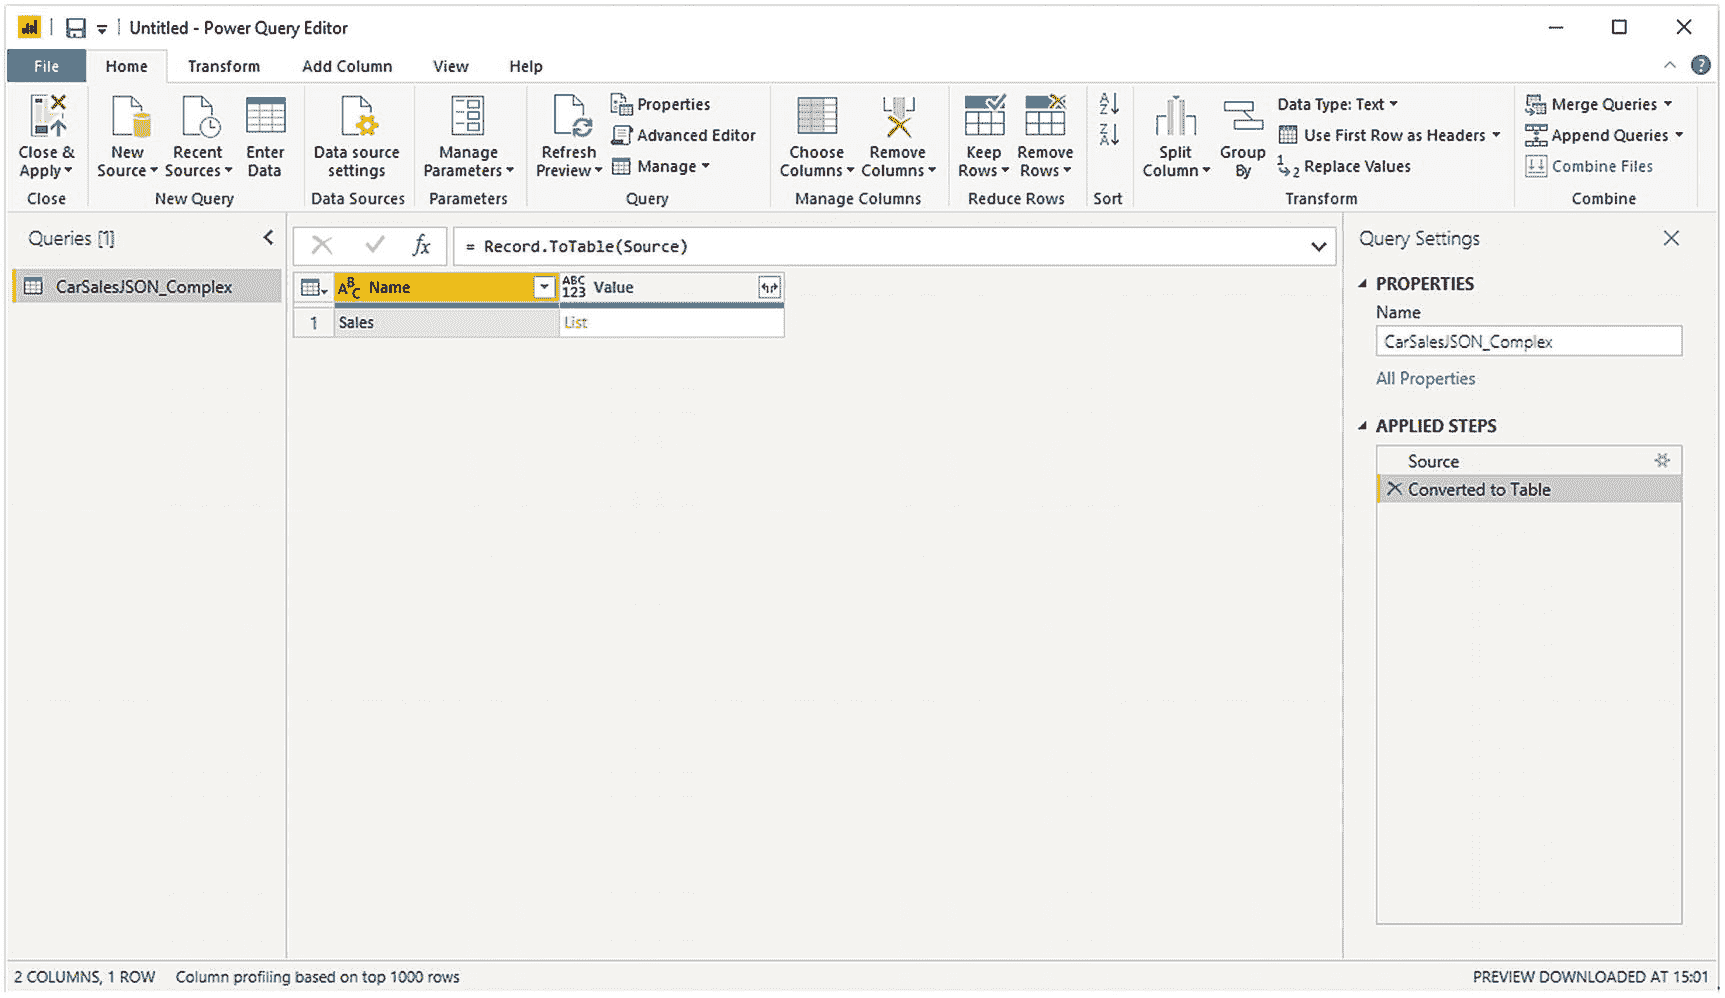 Untitled - Power Query Editor
File Home Transform Add Column View Help
Close & Apply
New Source
Recent Sources
Enter Data
Data source settings
Manage Parameters
Refresh Preview
Properties
Advanced Editor
Manage
Choose Columns
Remove Columns
Keep Rows
Remove Rows
Split Column
Group By
Data Type: Text
Use First Row as Headers
Replace Values
Merge Queries
Append Queries
Combine Files
Close New Query Data Sources Parameters Query Manage Columns Reduce Rows Sort Transform Combine
Queries [1]
CarSalesJSON_Complex
fx = Record.ToTable(Source)
ABC Name ABC 123 Value
1 Sales List
Query Settings
PROPERTIES
Name
CarSalesJSON_Complex
All Properties
APPLIED STEPS
Source
Converted to Table
2 COLUMNS, 1 ROW Column profiling based on top 1000 rows
PREVIEW DOWNLOADED AT 15:01